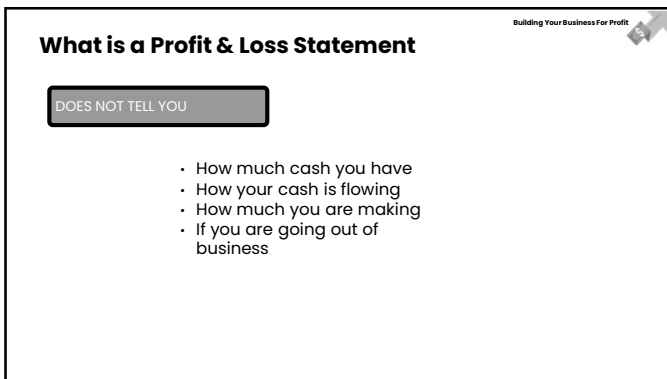 Building Your Business For Profit
What is a Profit & Loss Statement
DOES NOT TELL YOU
• How much cash you have
• How your cash is flowing
• How much you are making
• If you are going out of
business